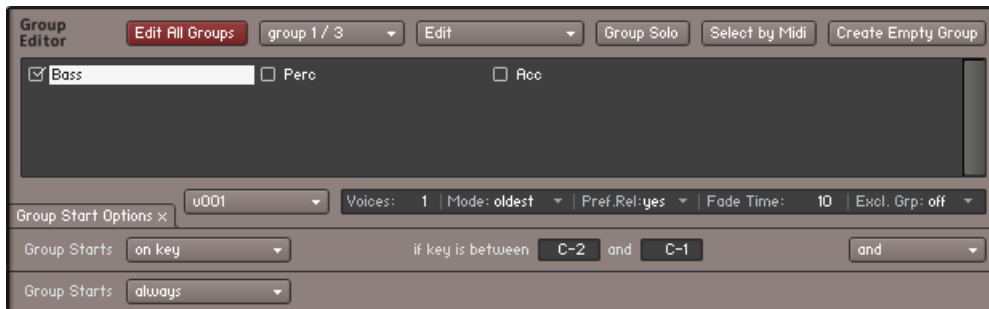 Group Editor Edit All Groups group 1 / 3 Edit Group Solo Select by Midi Create Empty Group
Bass Perc Acc
v001 Voices: 1 | Mode: oldest | Pref.Rel:yes | Fade Time: 10 | Excl. Grp: off
Group Start Options ×
Group Starts on key if key is between C-2 and C-1 and
Group Starts always